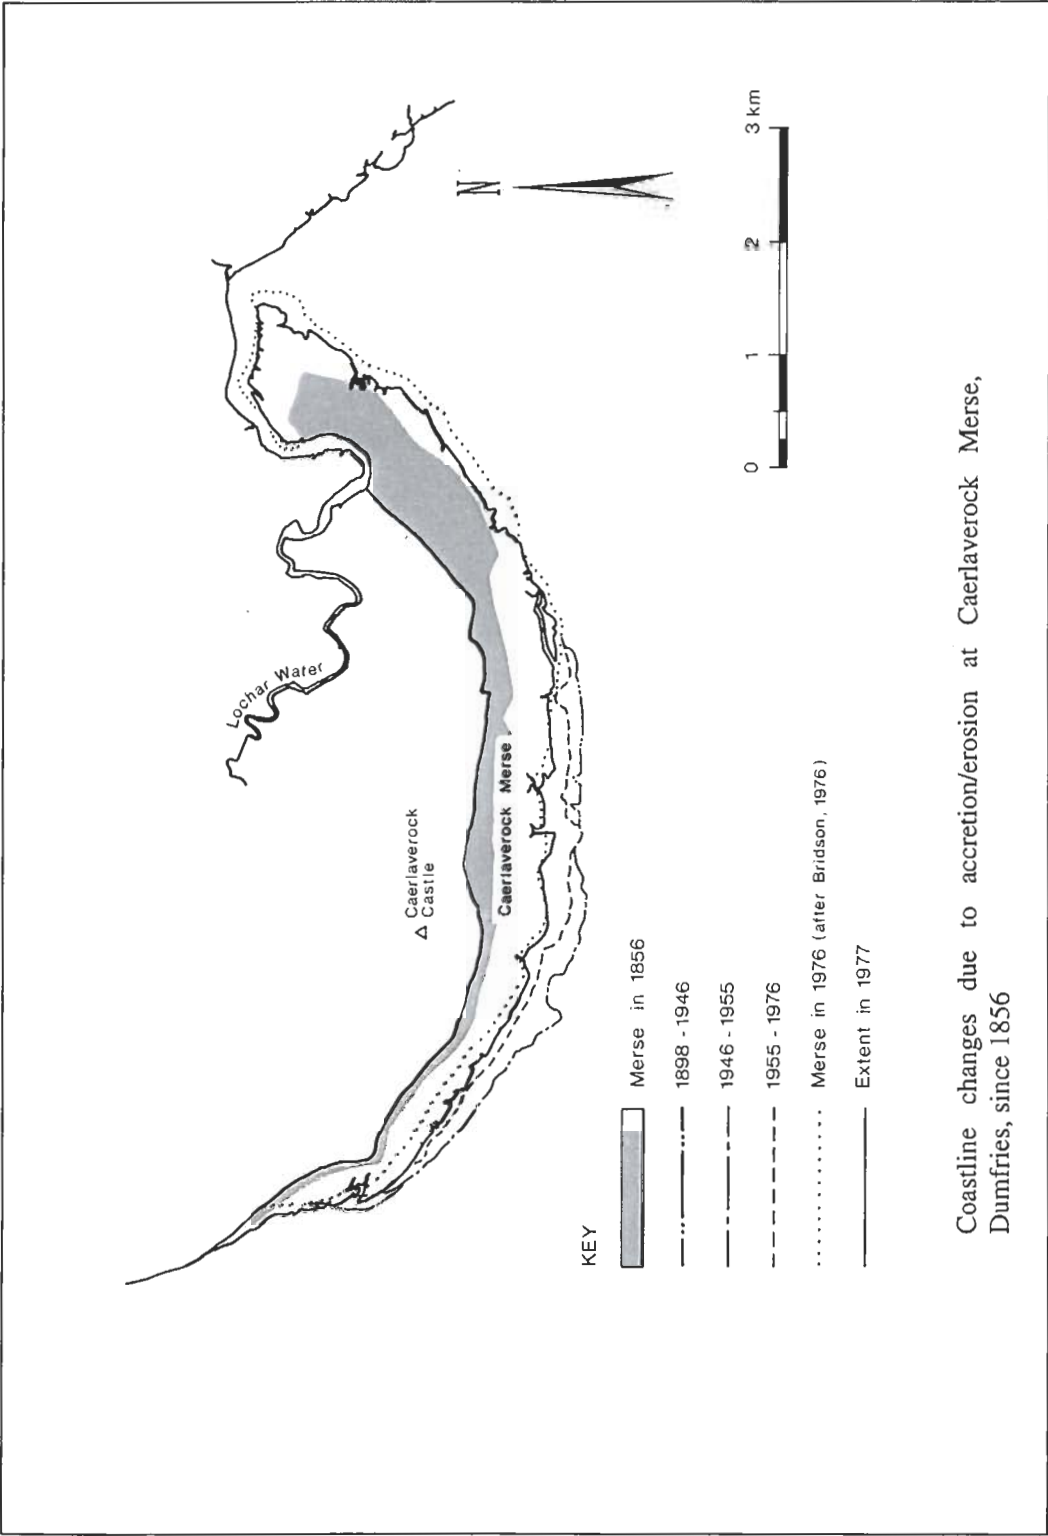 Lochar Water
△ Caerlaverock
Castle
Caerlaverock Merse
N
0 1 2 3 km
KEY
Merse in 1856
1898 - 1946
1946 - 1955
1955 - 1976
Merse in 1976 (after Bridson, 1976)
Extent in 1977
Coastline changes due to accretion/erosion at Caerlaverock Merse,
Dumfries, since 1856